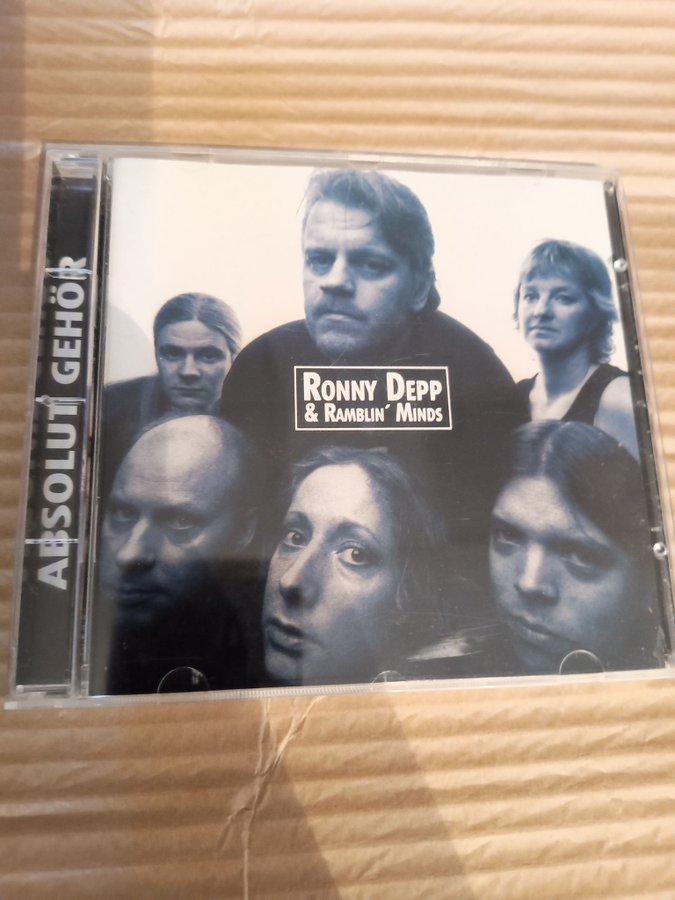 ABSOLUT GEHÖR
RONNY DEPP
& RAMBLIN' MINDS